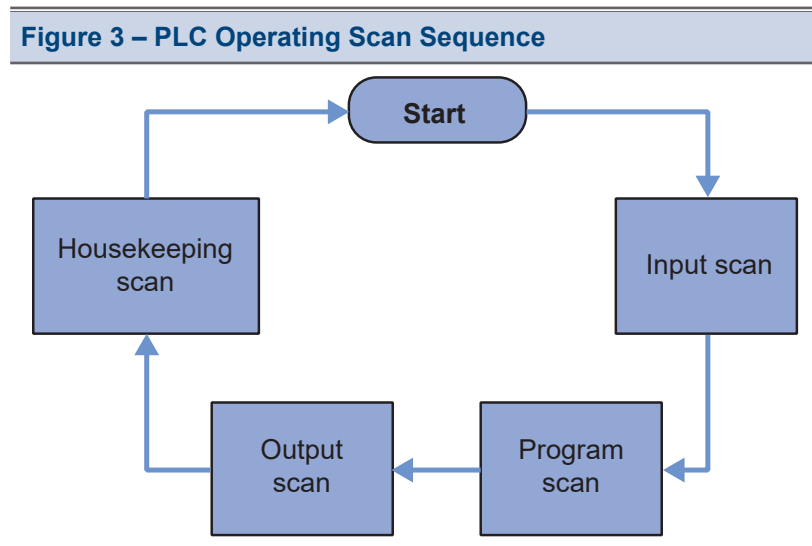 Figure 3 – PLC Operating Scan Sequence
Start
Input scan
Program
scan
Output
scan
Housekeeping
scan